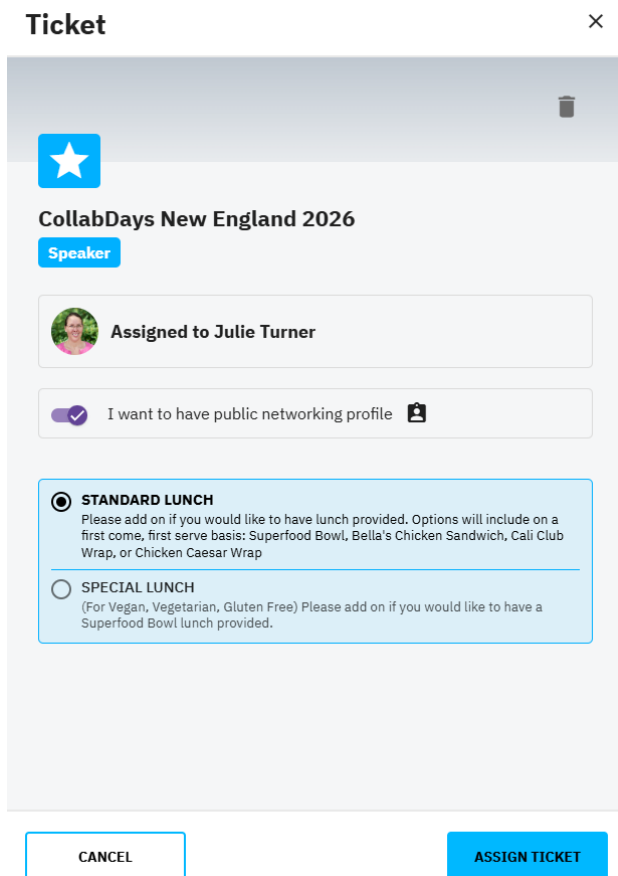 Ticket
CollabDays New England 2026
Speaker
Assigned to Julie Turner
I want to have public networking profile
STANDARD LUNCH
Please add on if you would like to have lunch provided. Options will include on a
first come, first serve basis: Superfood Bowl, Bella's Chicken Sandwich, Cali Club
Wrap, or Chicken Caesar Wrap
SPECIAL LUNCH
(For Vegan, Vegetarian, Gluten Free) Please add on if you would like to have a
Superfood Bowl lunch provided.
CANCEL
ASSIGN TICKET